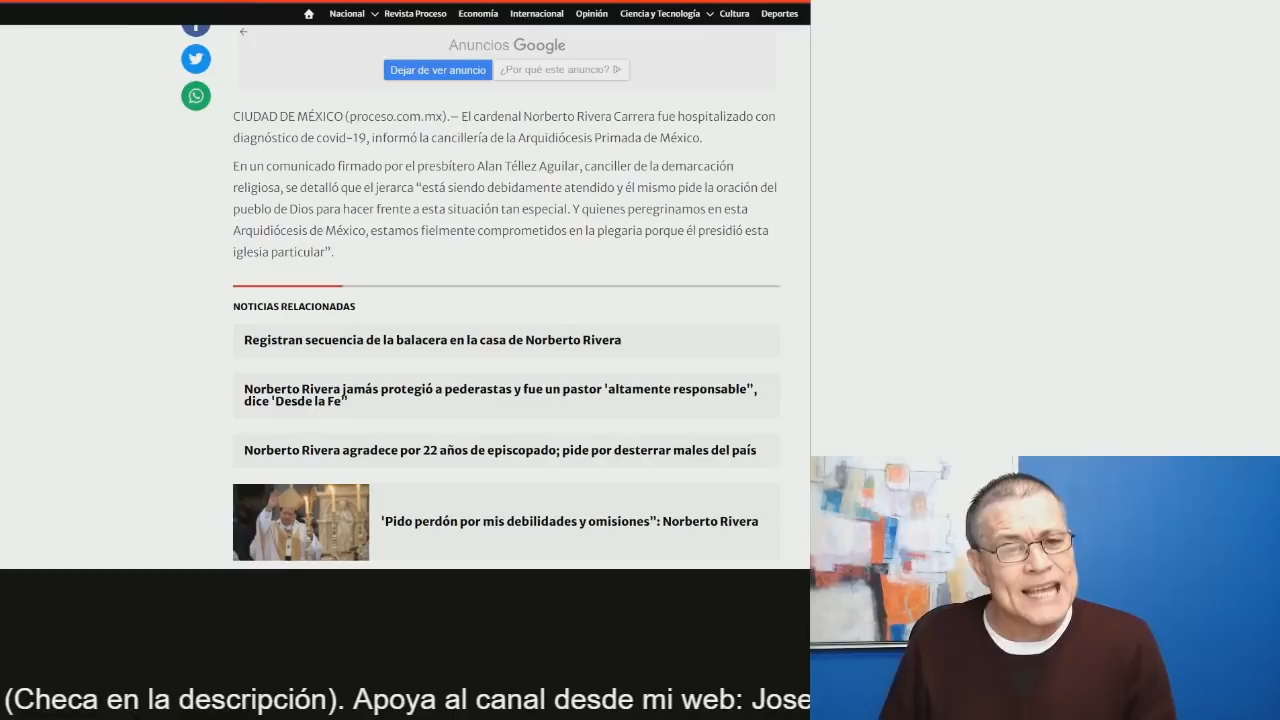 Nacional Revista Proceso Economía Internacional Opinión Ciencia y Tecnología Cultura Deportes
Anuncios Google
Dejar de ver anuncio ¿Por qué este anuncio?
CIUDAD DE MÉXICO (proceso.com.mx).– El cardenal Norberto Rivera Carrera fue hospitalizado con
diagnóstico de covid-19, informó la cancillería de la Arquidiócesis Primada de México.
En un comunicado firmado por el presbítero Alan Téllez Aguilar, canciller de la demarcación
religiosa, se detalló que el jerarca “está siendo debidamente atendido y él mismo pide la oración del
pueblo de Dios para hacer frente a esta situación tan especial. Y quienes peregrinamos en esta
Arquidiócesis de México, estamos fielmente comprometidos en la plegaria porque él presidió esta
iglesia particular”.
NOTICIAS RELACIONADAS
Registran secuencia de la balacera en la casa de Norberto Rivera
Norberto Rivera jamás protegió a pederastas y fue un pastor 'altamente responsable”,
dice 'Desde la Fe”
Norberto Rivera agradece por 22 años de episcopado; pide por desterrar males del país
'Pido perdón por mis debilidades y omisiones”: Norberto Rivera
(Checa en la descripción). Apoya al canal desde mi web: Jose